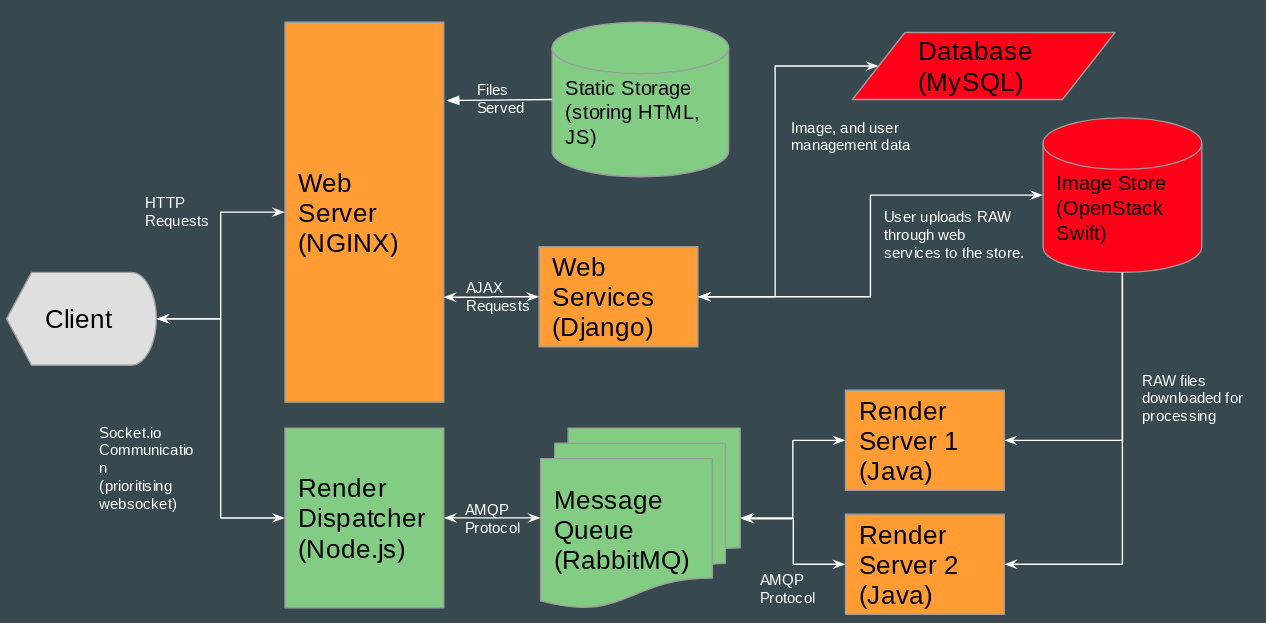 Database
(MySQL)
Files
Served
Static Storage
(storing HTML,
JS)
Image, and user
management data
Web
Server
(NGINX)
HTTP
Requests
Image Store
(OpenStack
Swift)
User uploads RAW
through web
services to the store.
AJAX
Requests
Web
Services
(Django)
Client
RAW files
downloaded for
processing
Render
Server 1
(Java)
Socket.io
Communicatio
n
(prioritising
websocket)
Render
Dispatcher
(Node.js)
AMQP
Protocol
Message
Queue
(RabbitMQ)
AMQP
Protocol
Render
Server 2
(Java)